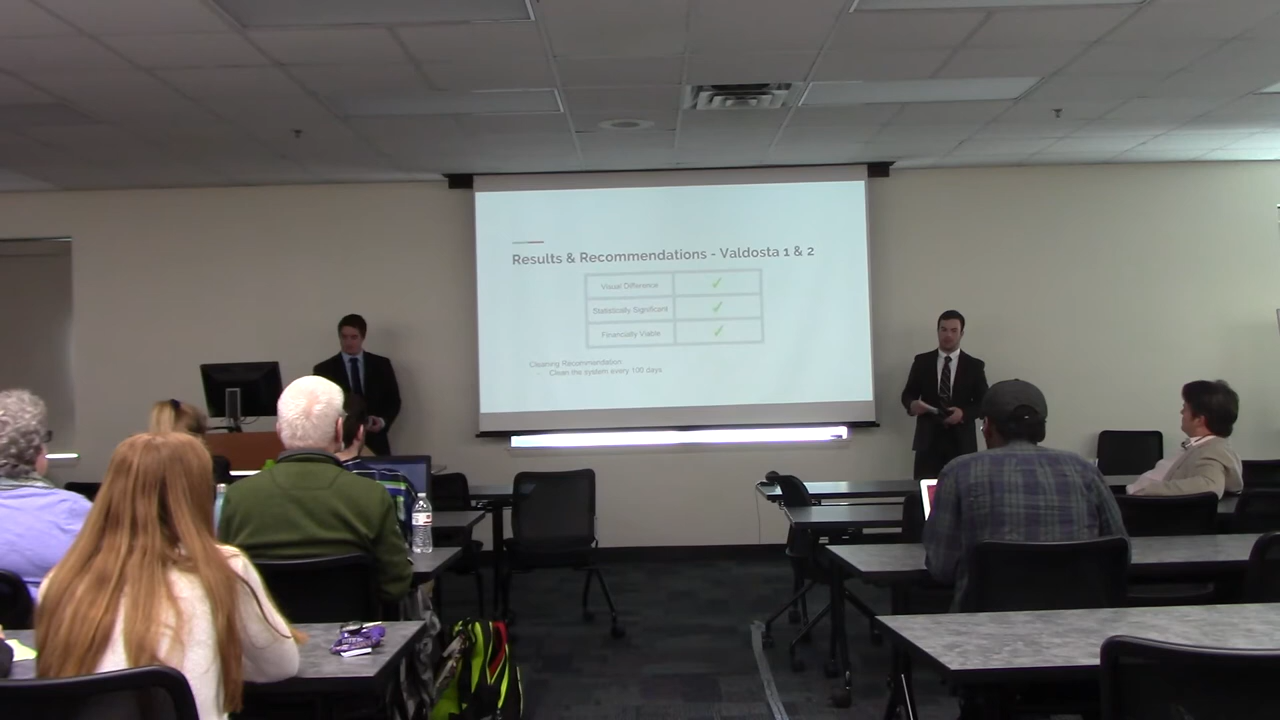 Results & Recommendations - Valdosta 1 & 2
Visual Difference ✓
Statistically Significant ✓
Financially Viable ✓
Cleaning Recommendation
- Clean the system every 100 days